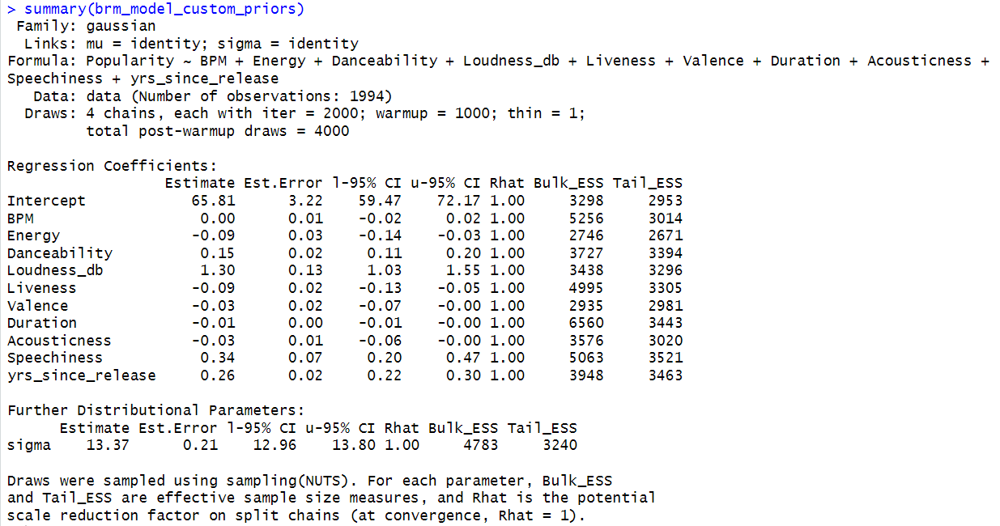 > summary(brm_model_custom_priors)
 Family: gaussian
  Links: mu = identity; sigma = identity
Formula: Popularity ~ BPM + Energy + Danceability + Loudness_db + Liveness + Valence + Duration + Acousticness +
Speechiness + yrs_since_release
   Data: data (Number of observations: 1994)
  Draws: 4 chains, each with iter = 2000; warmup = 1000; thin = 1;
         total post-warmup draws = 4000

Regression Coefficients:
                  Estimate Est.Error l-95% CI u-95% CI Rhat Bulk_ESS Tail_ESS
Intercept            65.81      3.22    59.47    72.17 1.00     3298     2953
BPM                   0.00      0.01    -0.02     0.02 1.00     5256     3014
Energy               -0.09      0.03    -0.14    -0.03 1.00     2746     2671
Danceability          0.15      0.02     0.11     0.20 1.00     3727     3394
Loudness_db           1.30      0.13     1.03     1.55 1.00     3438     3296
Liveness             -0.09      0.02    -0.13    -0.05 1.00     4995     3305
Valence              -0.03      0.02    -0.07    -0.00 1.00     2935     2981
Duration             -0.01      0.00    -0.01    -0.00 1.00     6560     3443
Acousticness         -0.03      0.01    -0.06    -0.00 1.00     3576     3020
Speechiness           0.34      0.07     0.20     0.47 1.00     5063     3521
yrs_since_release     0.26      0.02     0.22     0.30 1.00     3948     3463

Further Distributional Parameters:
      Estimate Est.Error l-95% CI u-95% CI Rhat Bulk_ESS Tail_ESS
sigma    13.37      0.21    12.96    13.80 1.00     4783     3240

Draws were sampled using sampling(NUTS). For each parameter, Bulk_ESS
and Tail_ESS are effective sample size measures, and Rhat is the potential
scale reduction factor on split chains (at convergence, Rhat = 1).